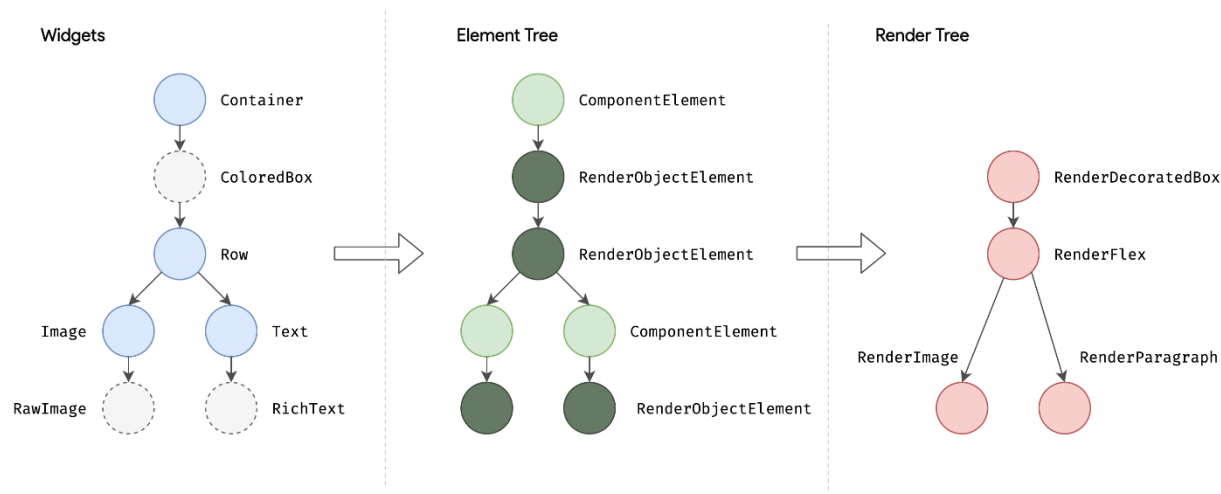 Widgets
Container
ColoredBox
Row
Image
Text
RawImage
RichText
Element Tree
ComponentElement
RenderObjectElement
RenderObjectElement
ComponentElement
RenderObjectElement
Render Tree
RenderDecoratedBox
RenderFlex
RenderImage
RenderParagraph